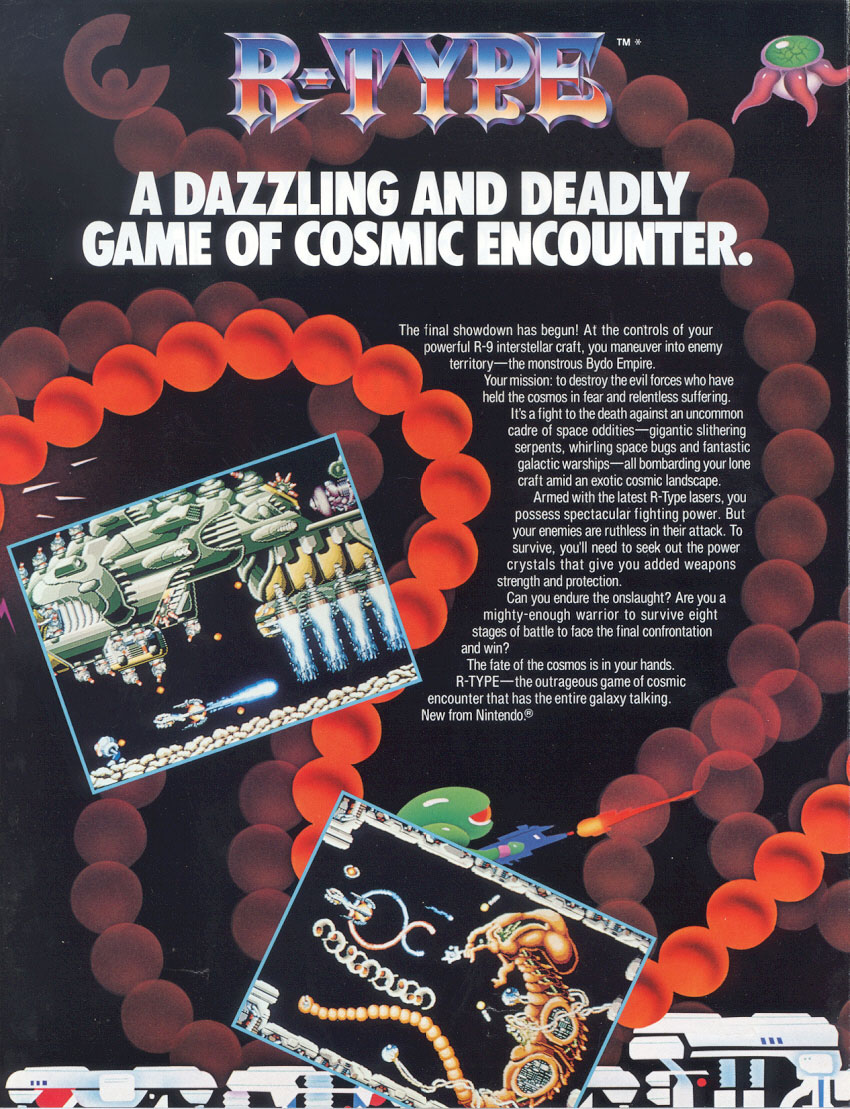 R-TYPE™*
A DAZZLING AND DEADLY
GAME OF COSMIC ENCOUNTER.
The final showdown has begun! At the controls of your
powerful R-9 interstellar craft, you maneuver into enemy
territory—the monstrous Bydo Empire.
Your mission: to destroy the evil forces who have
held the cosmos in fear and relentless suffering.
It's a fight to the death against an uncommon
cadre of space oddities—gigantic slithering
serpents, whirling space bugs and fantastic
galactic warships—all bombarding your lone
craft amid an exotic cosmic landscape.
Armed with the latest R-Type lasers, you
possess spectacular fighting power. But
your enemies are ruthless in their attack. To
survive, you'll need to seek out the power
crystals that give you added weapons
strength and protection.
Can you endure the onslaught? Are you a
mighty-enough warrior to survive eight
stages of battle to face the final confrontation
and win?
The fate of the cosmos is in your hands.
R-TYPE—the outrageous game of cosmic
encounter that has the entire galaxy talking.
New from Nintendo.®